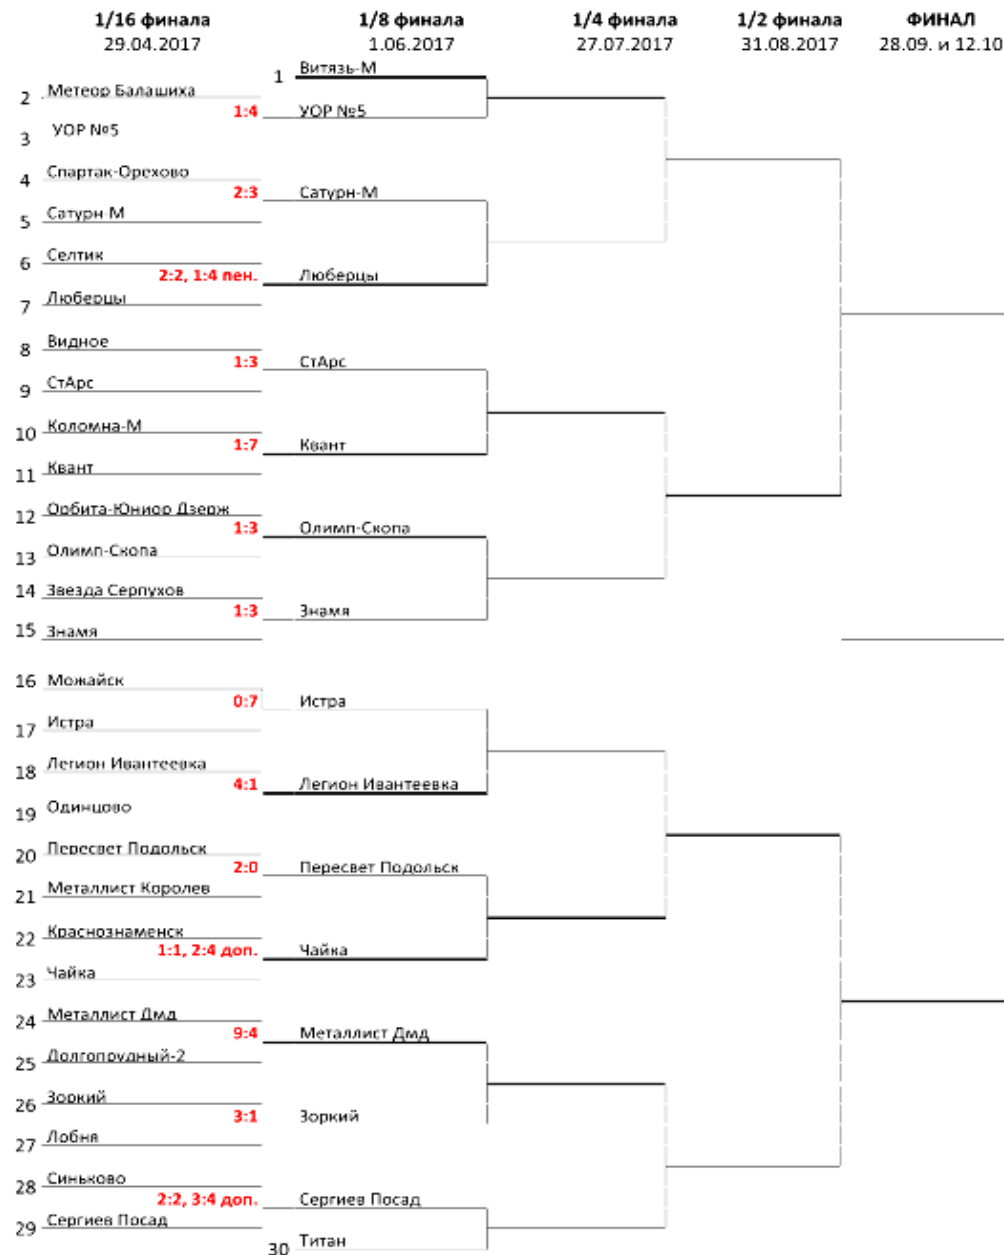 1/16 финала 1/8 финала 1/4 финала 1/2 финала ФИНАЛ
29.04.2017 1.06.2017 27.07.2017 31.08.2017 28.09. и 12.10
1 Витязь-М
2 Метеор Балашиха
1:4 УОР №5
3 УОР №5
4 Спартак-Орехово
2:3 Сатурн-М
5 Сатурн-М
6 Селтик
2:2, 1:4 пен. Люберцы
7 Люберцы
8 Видное
1:3 СтАрс
9 СтАрс
10 Коломна-М
1:7 Квант
11 Квант
12 Орбита-Юниор Дзерж
1:3 Олимп-Скопа
13 Олимп-Скопа
14 Звезда Серпухов
1:3 Знамя
15 Знамя
16 Можайск
0:7 Истра
17 Истра
18 Легион Ивантеевка
4:1 Легион Ивантеевка
19 Одинцово
20 Пересвет Подольск
2:0 Пересвет Подольск
21 Металлист Королев
22 Краснознаменск
1:1, 2:4 доп. Чайка
23 Чайка
24 Металлист Дмд
9:4 Металлист Дмд
25 Долгопрудный-2
26 Зоркий
3:1 Зоркий
27 Лобня
28 Синьково
2:2, 3:4 доп. Сергиев Посад
29 Сергиев Посад
30 Титан